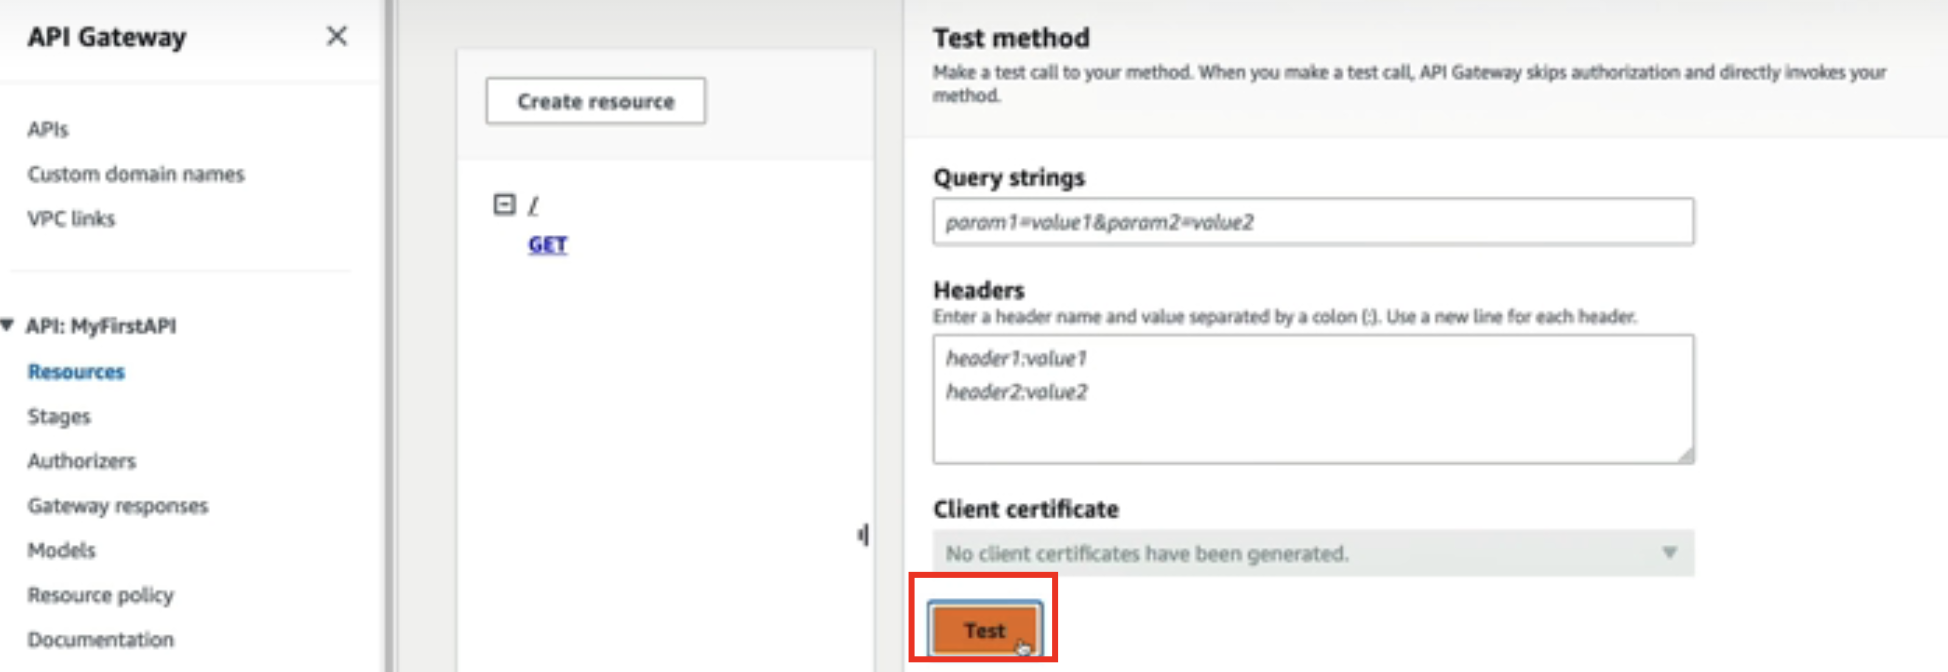 API Gateway
APIs
Custom domain names
VPC links
API: MyFirstAPI
Resources
Stages
Authorizers
Gateway responses
Models
Resource policy
Documentation
Create resource
/
GET
Test method
Make a test call to your method. When you make a test call, API Gateway skips authorization and directly invokes your
method.
Query strings
param1=value1&param2=value2
Headers
Enter a header name and value separated by a colon (:). Use a new line for each header.
header1:value1
header2:value2
Client certificate
No client certificates have been generated.
Test